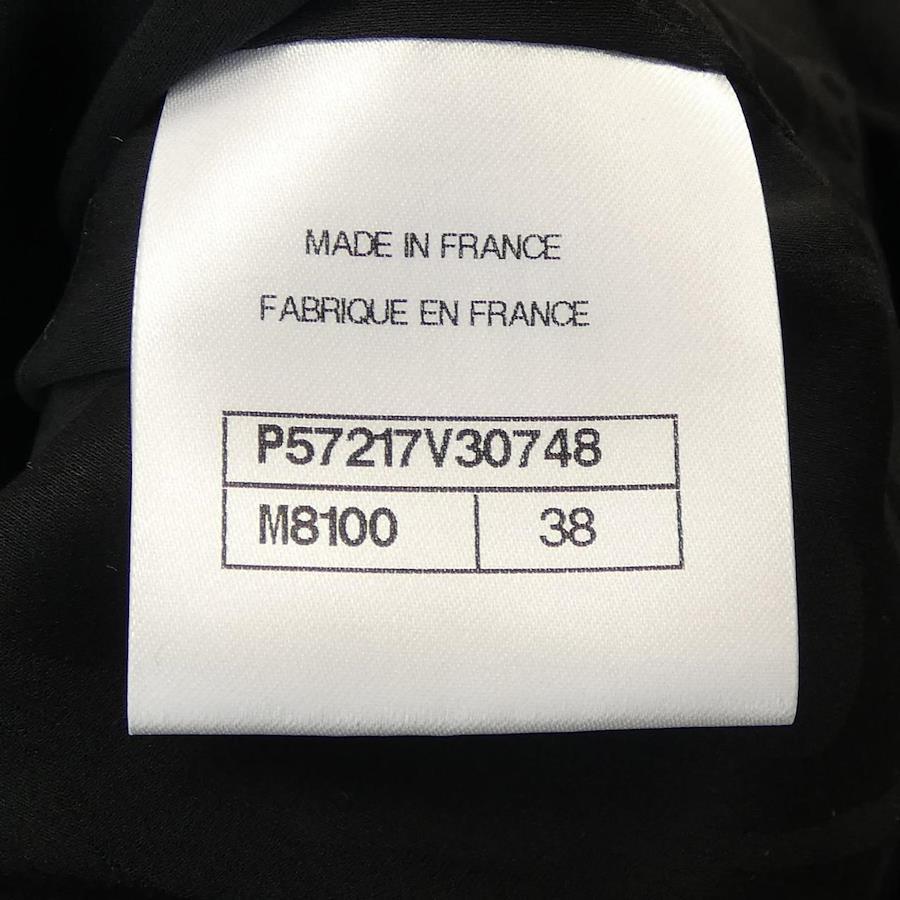 MADE IN FRANCE
FABRIQUE EN FRANCE
P57217V30748
M8100 38